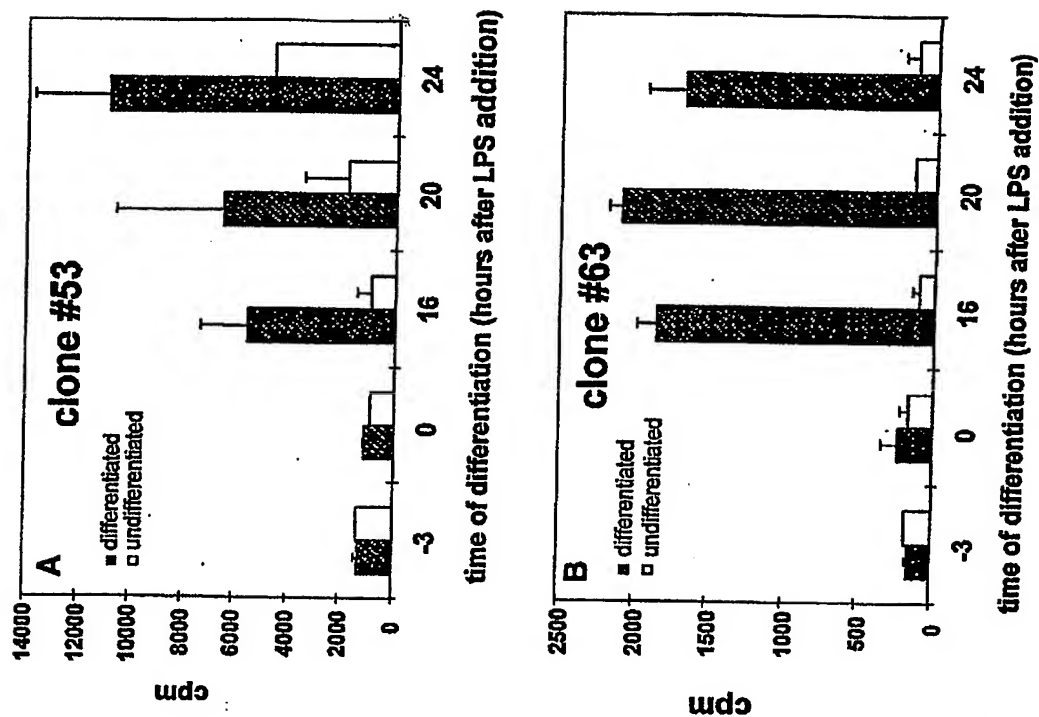 A
clone #53
■ differentiated
□ undifferentiated
cpm
14000
12000
10000
8000
6000
4000
2000
0
-3
0
16
20
24
time of differentiation (hours after LPS addition)
B
clone #63
■ differentiated
□ undifferentiated
cpm
2500
2000
1500
1000
500
0
-3
0
16
20
24
time of differentiation (hours after LPS addition)